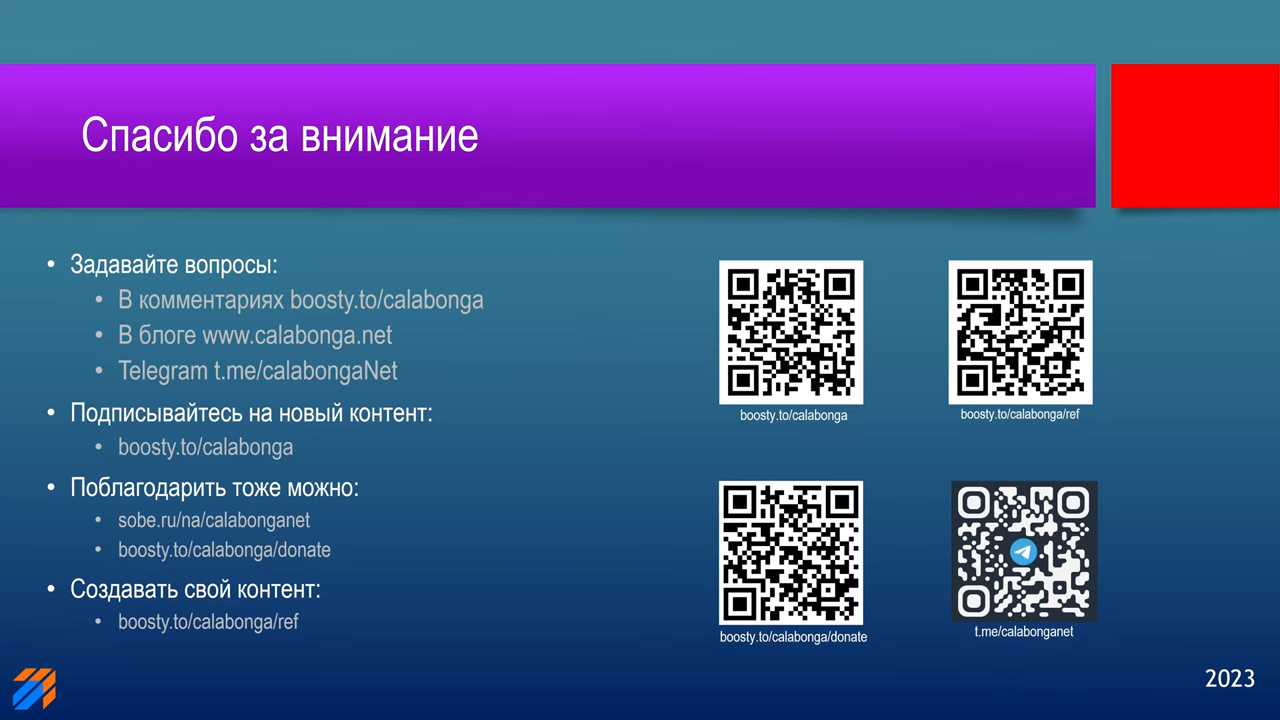 Спасибо за внимание
Задавайте вопросы:
В комментариях boosty.to/calabonga
В блоге www.calabonga.net
Telegram t.me/calabongaNet
Подписывайтесь на новый контент:
boosty.to/calabonga
Поблагодарить тоже можно:
sobe.ru/na/calabonganet
boosty.to/calabonga/donate
Создавать свой контент:
boosty.to/calabonga/ref
boosty.to/calabonga
boosty.to/calabonga/ref
boosty.to/calabonga/donate
t.me/calabonganet
2023